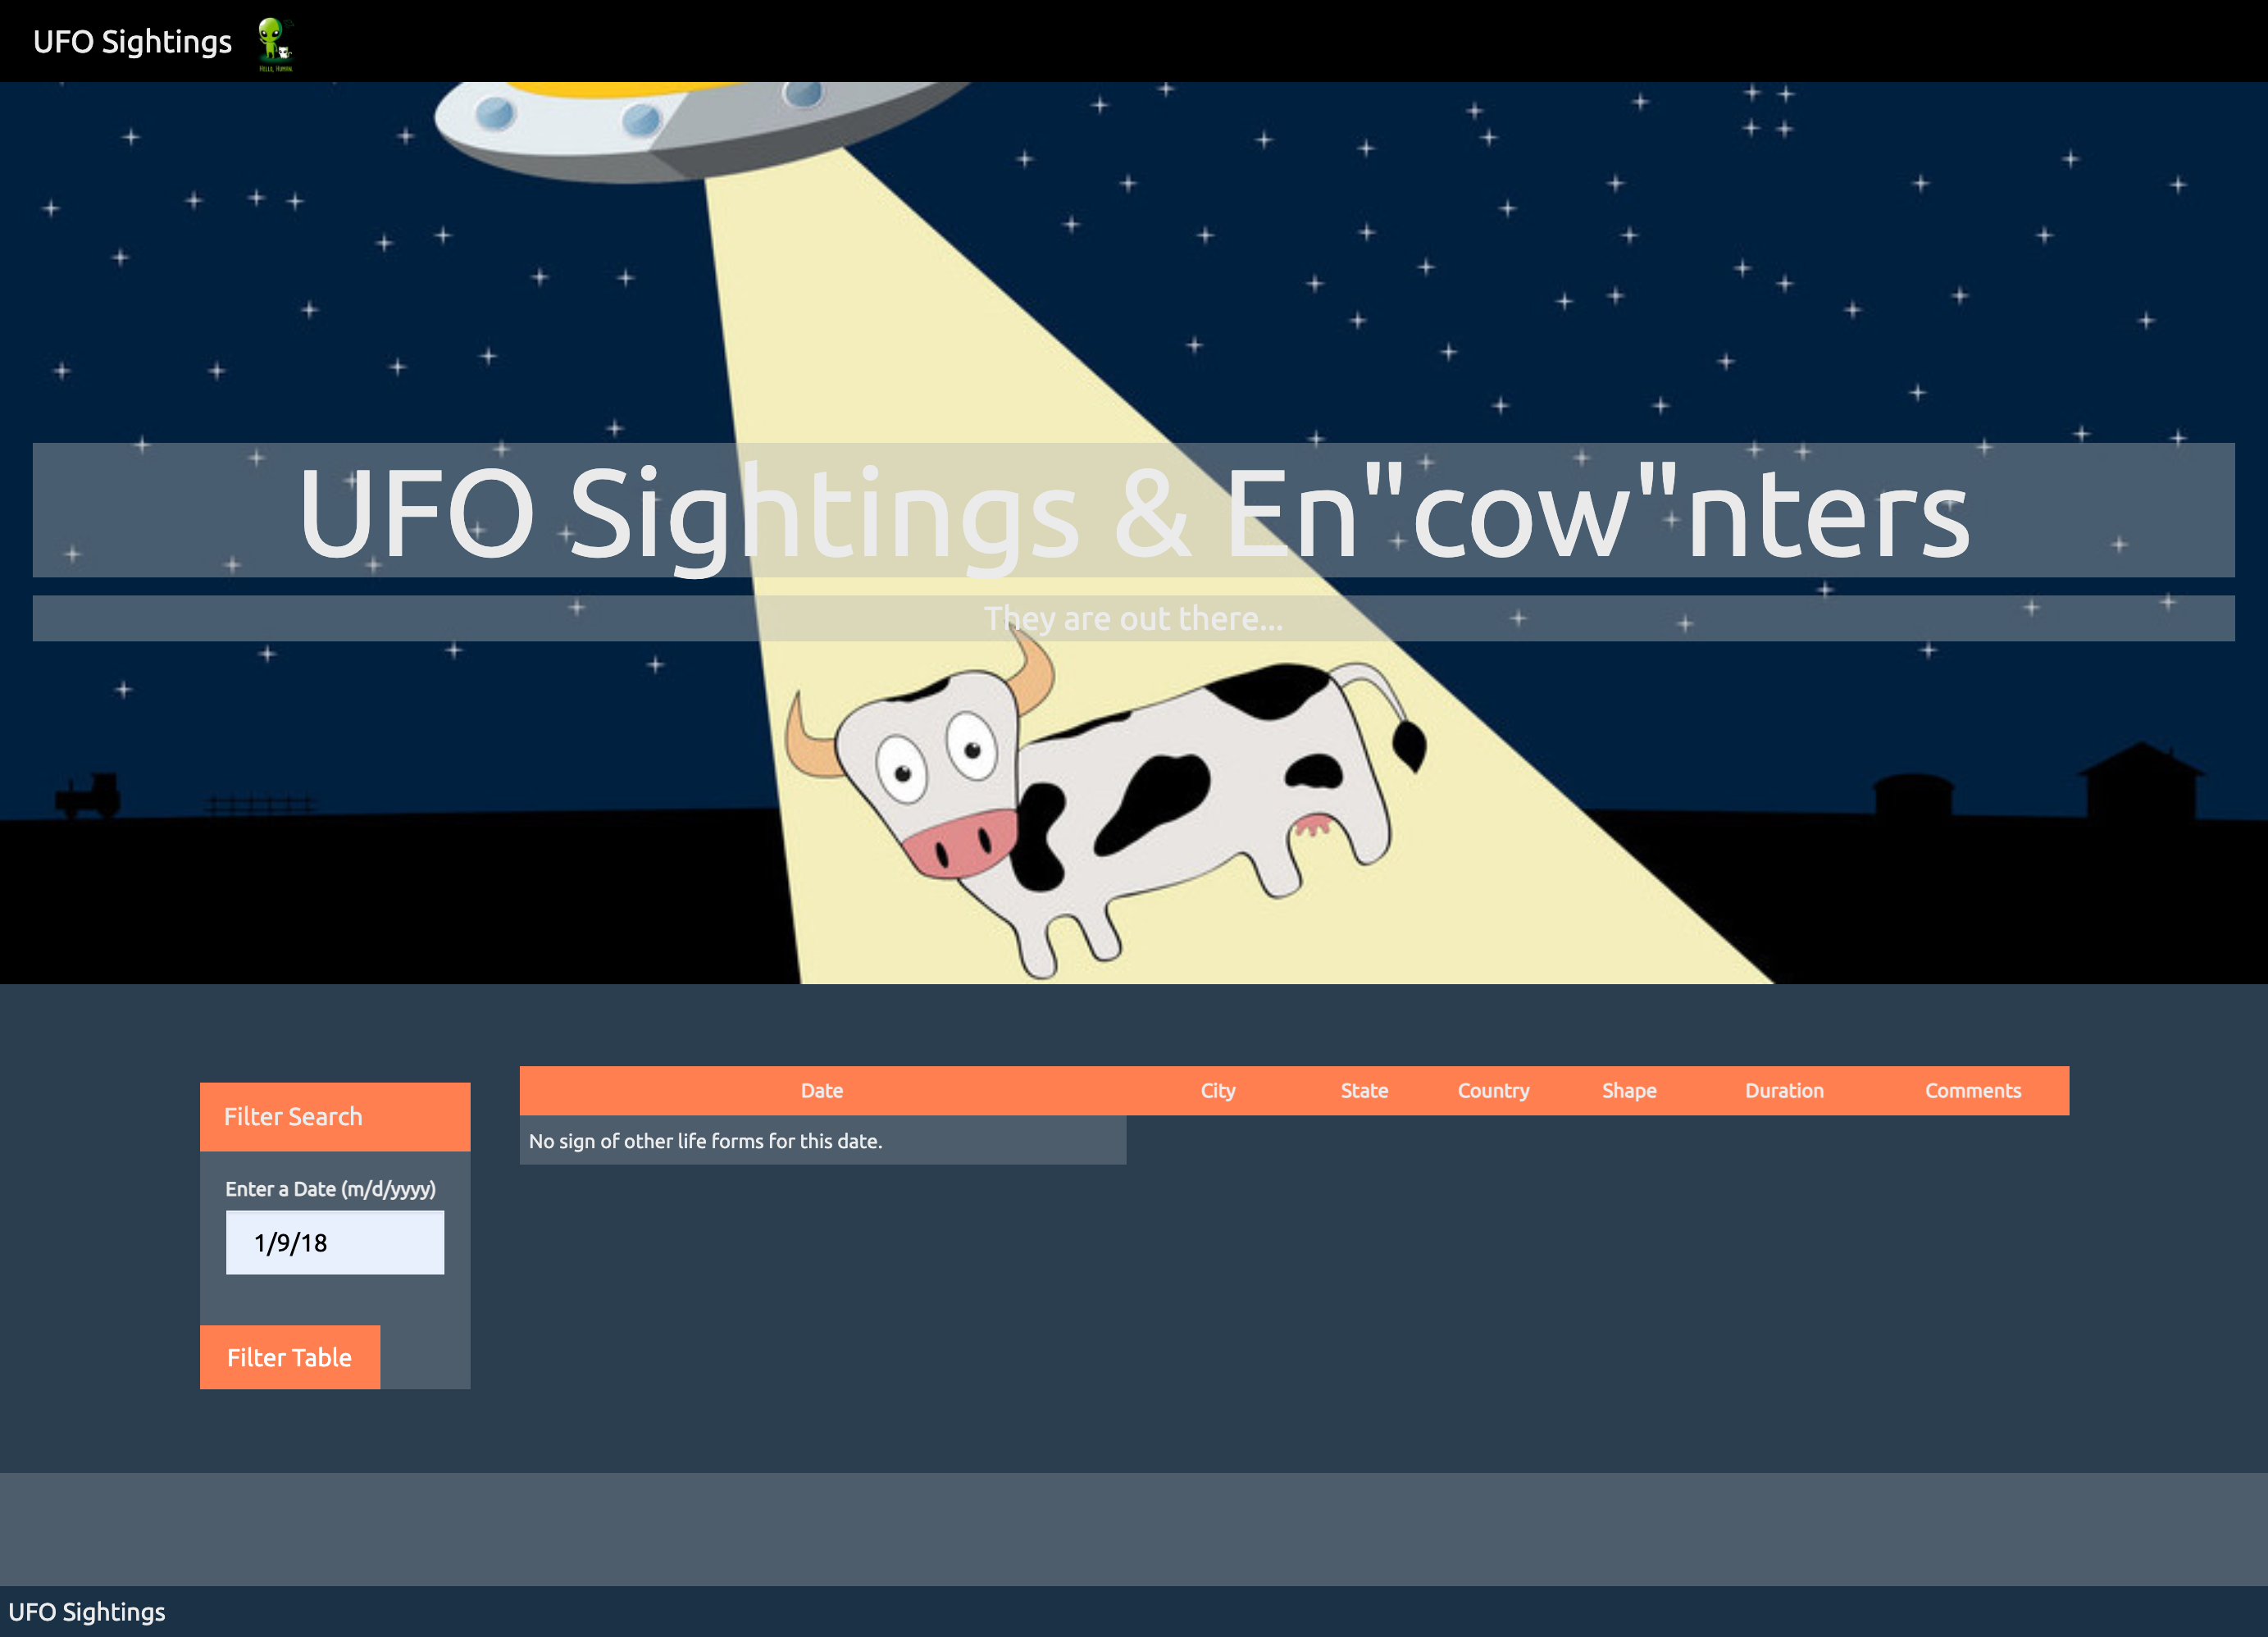 UFO Sightings
HELLO, HUMAN.
UFO Sightings & En"cow"nters
They are out there...
Filter Search
Enter a Date (m/d/yyyy)
1/9/18
Filter Table
Date City State Country Shape Duration Comments
No sign of other life forms for this date.
UFO Sightings